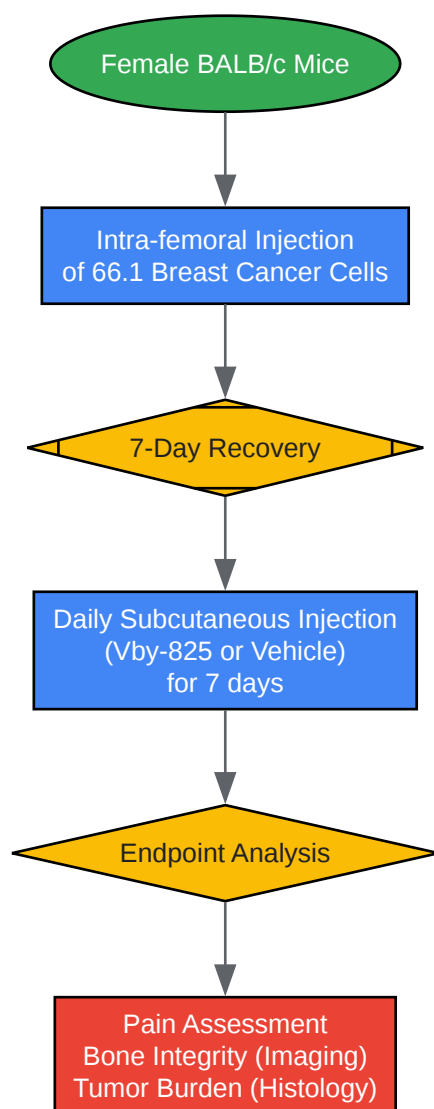 Female BALB/c Mice
Intra-femoral Injection
of 66.1 Breast Cancer Cells
7-Day Recovery
Daily Subcutaneous Injection
(Vby-825 or Vehicle)
for 7 days
Endpoint Analysis
Pain Assessment
Bone Integrity (Imaging)
Tumor Burden (Histology)